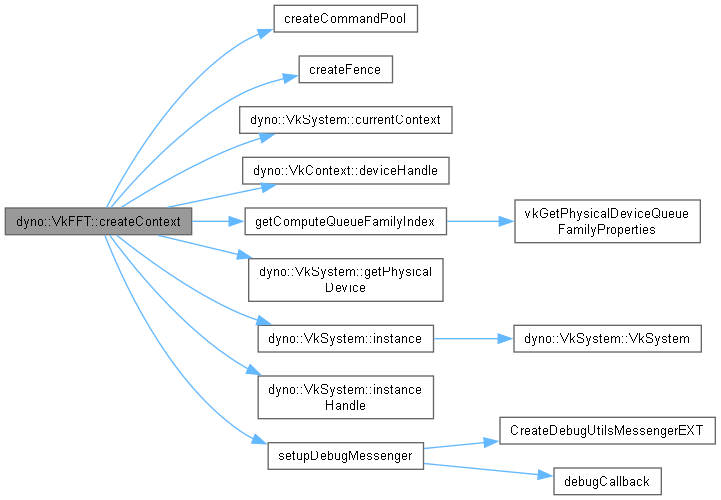 createCommandPool
createFence
dyno::VkSystem::currentContext
dyno::VkContext::deviceHandle
dyno::VkFFT::createContext
getComputeQueueFamilyIndex
vkGetPhysicalDeviceQueue
FamilyProperties
dyno::VkSystem::getPhysical
Device
dyno::VkSystem::instance
dyno::VkSystem::VkSystem
dyno::VkSystem::instance
Handle
setupDebugMessenger
CreateDebugUtilsMessengerEXT
debugCallback